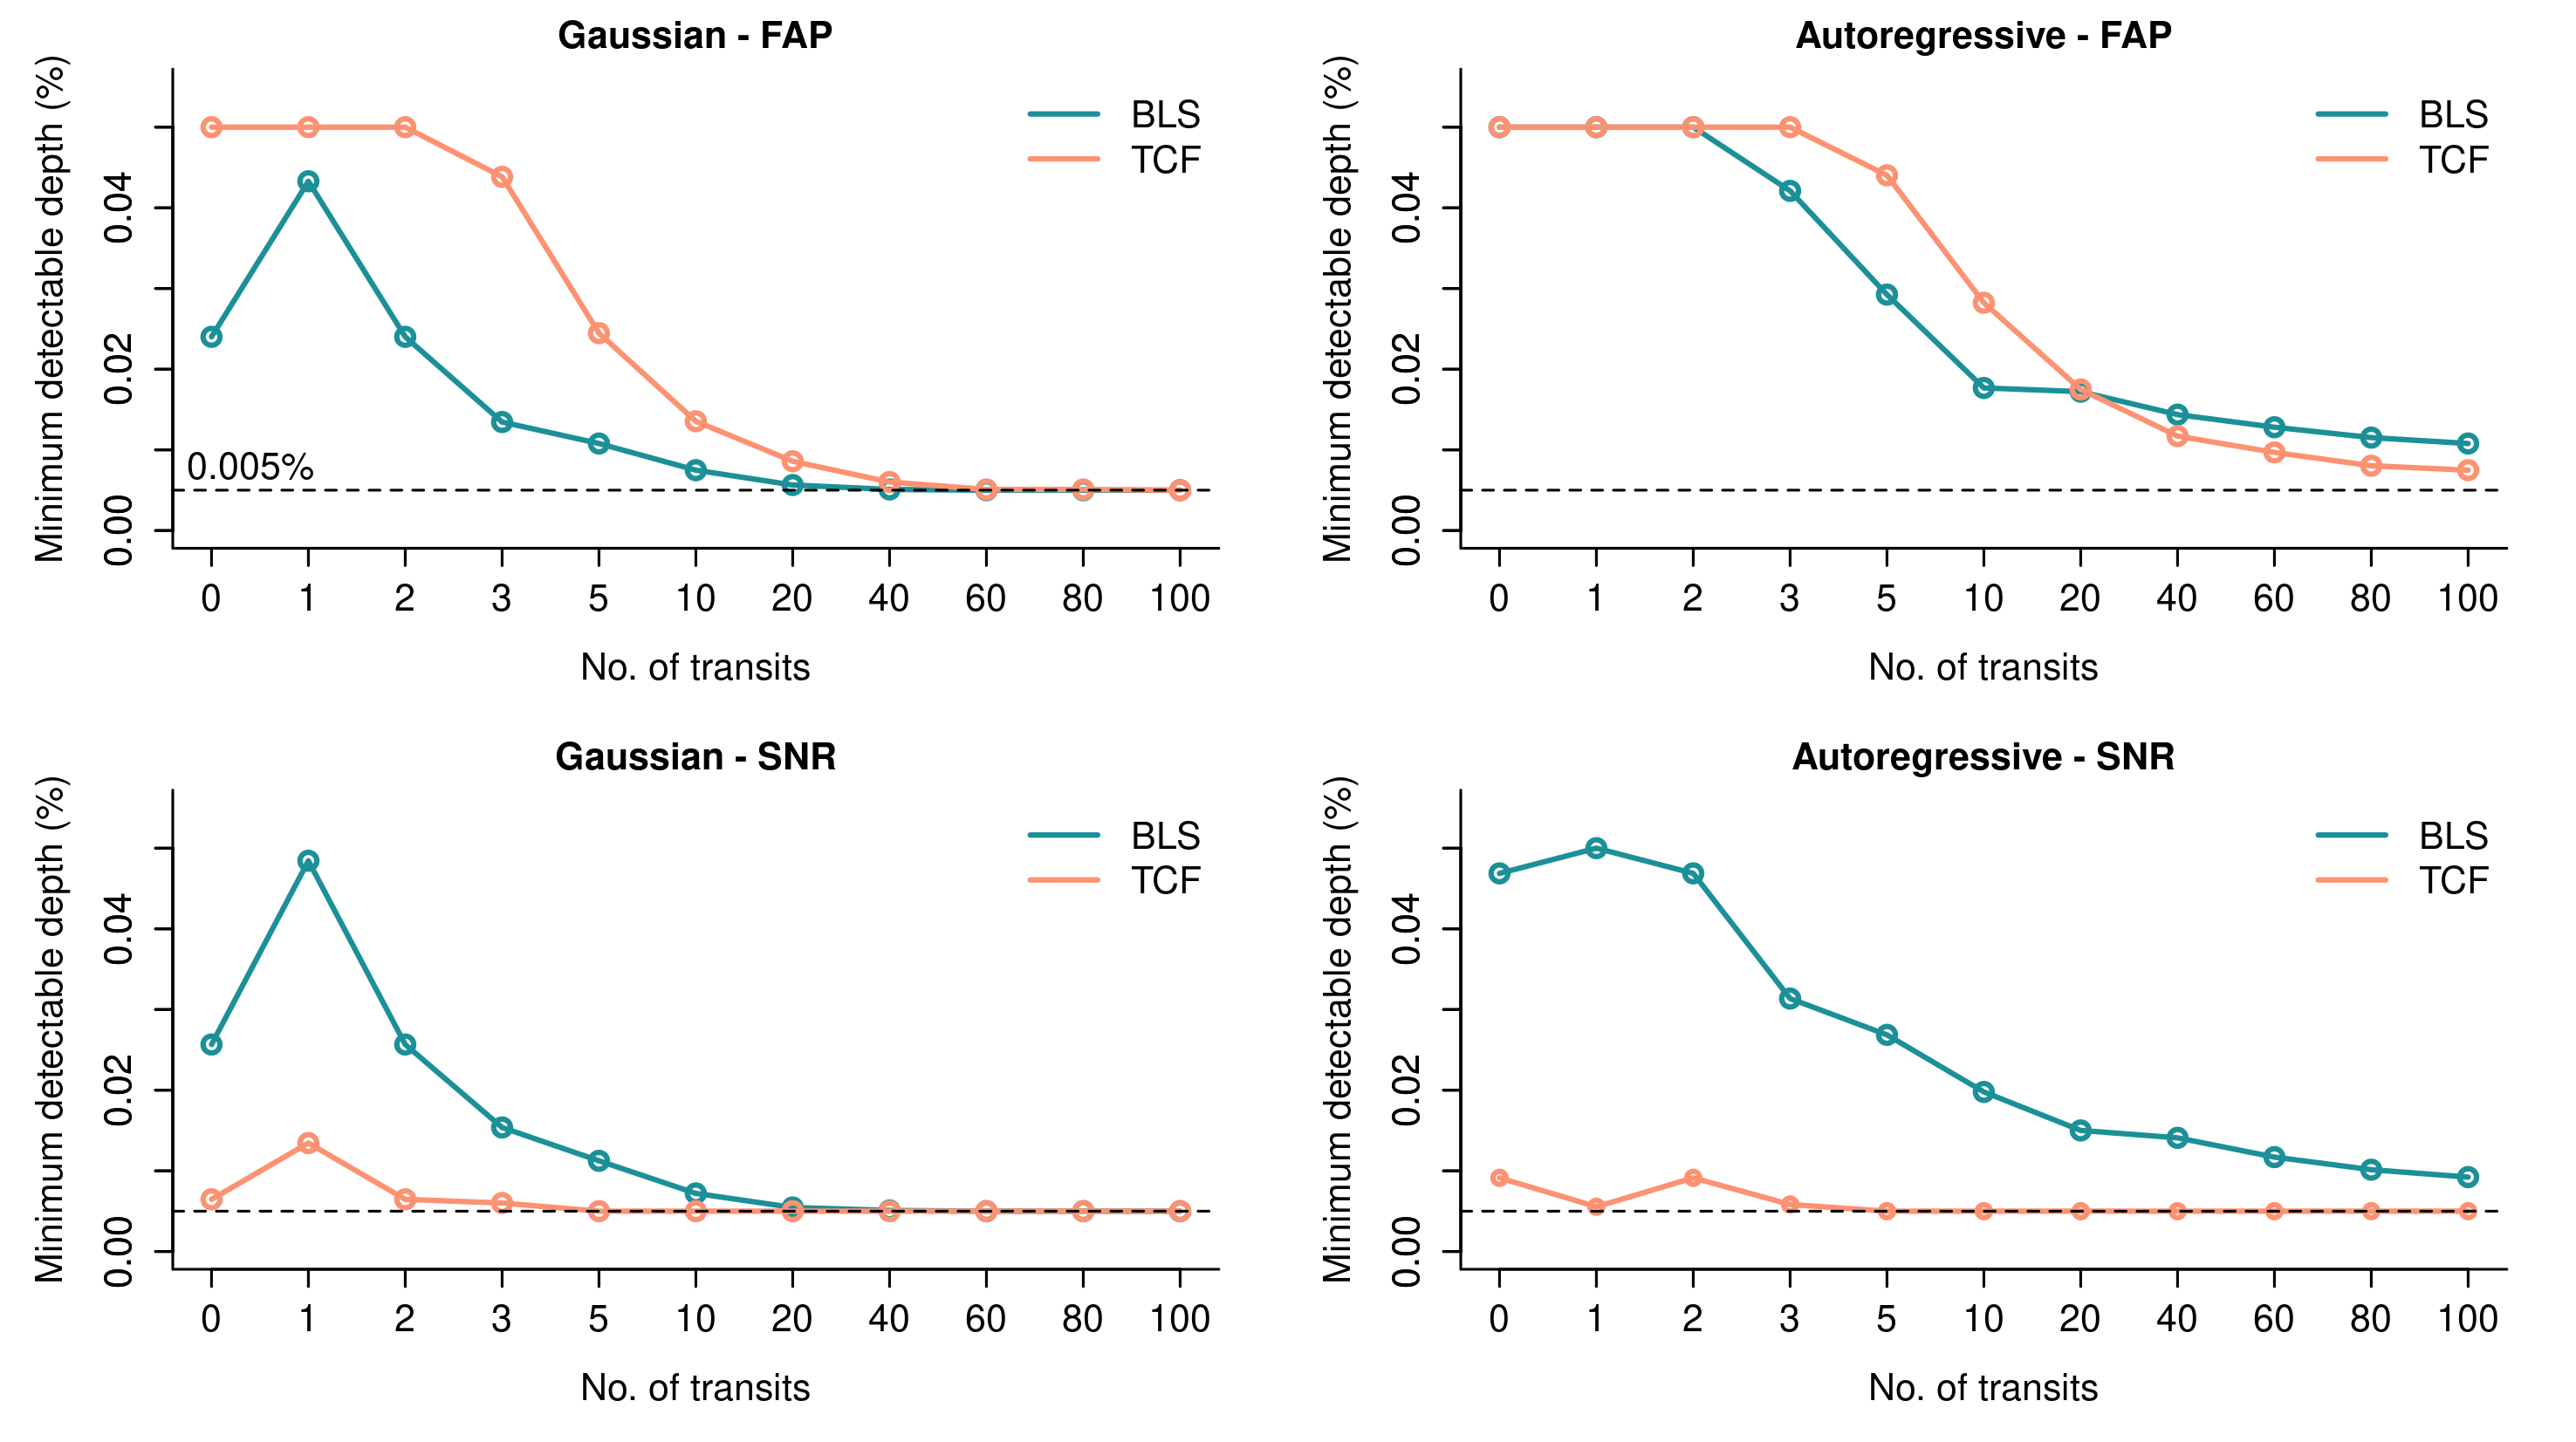 Gaussian - FAP
Minimum detectable depth (%)
0.00 0.02 0.04
BLS
TCF
0.005%
0 1 2 3 5 10 20 40 60 80 100
No. of transits
Autoregressive - FAP
Minimum detectable depth (%)
0.00 0.02 0.04
BLS
TCF
0 1 2 3 5 10 20 40 60 80 100
No. of transits
Gaussian - SNR
Minimum detectable depth (%)
0.00 0.02 0.04
BLS
TCF
0 1 2 3 5 10 20 40 60 80 100
No. of transits
Autoregressive - SNR
Minimum detectable depth (%)
0.00 0.02 0.04
BLS
TCF
0 1 2 3 5 10 20 40 60 80 100
No. of transits